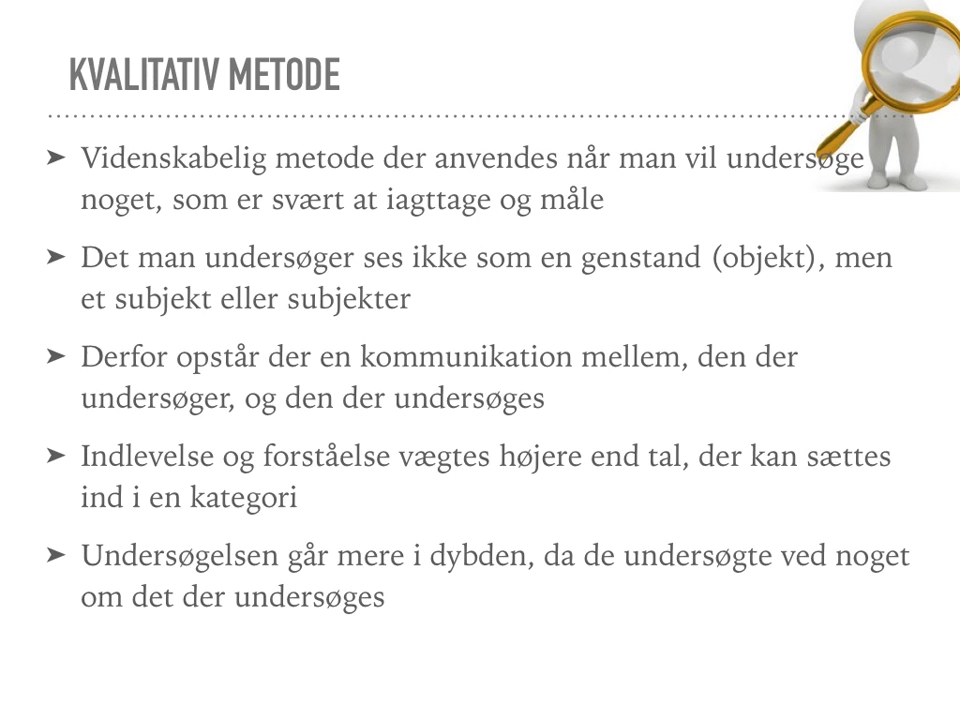 KVALITATIV METODE
➤ Videnskabelig metode der anvendes når man vil undersøge
noget, som er svært at iagttage og måle
➤ Det man undersøger ses ikke som en genstand (objekt), men
et subjekt eller subjekter
➤ Derfor opstår der en kommunikation mellem, den der
undersøger, og den der undersøges
➤ Indlevelse og forståelse vægtes højere end tal, der kan sættes
ind i en kategori
➤ Undersøgelsen går mere i dybden, da de undersøgte ved noget
om det der undersøges